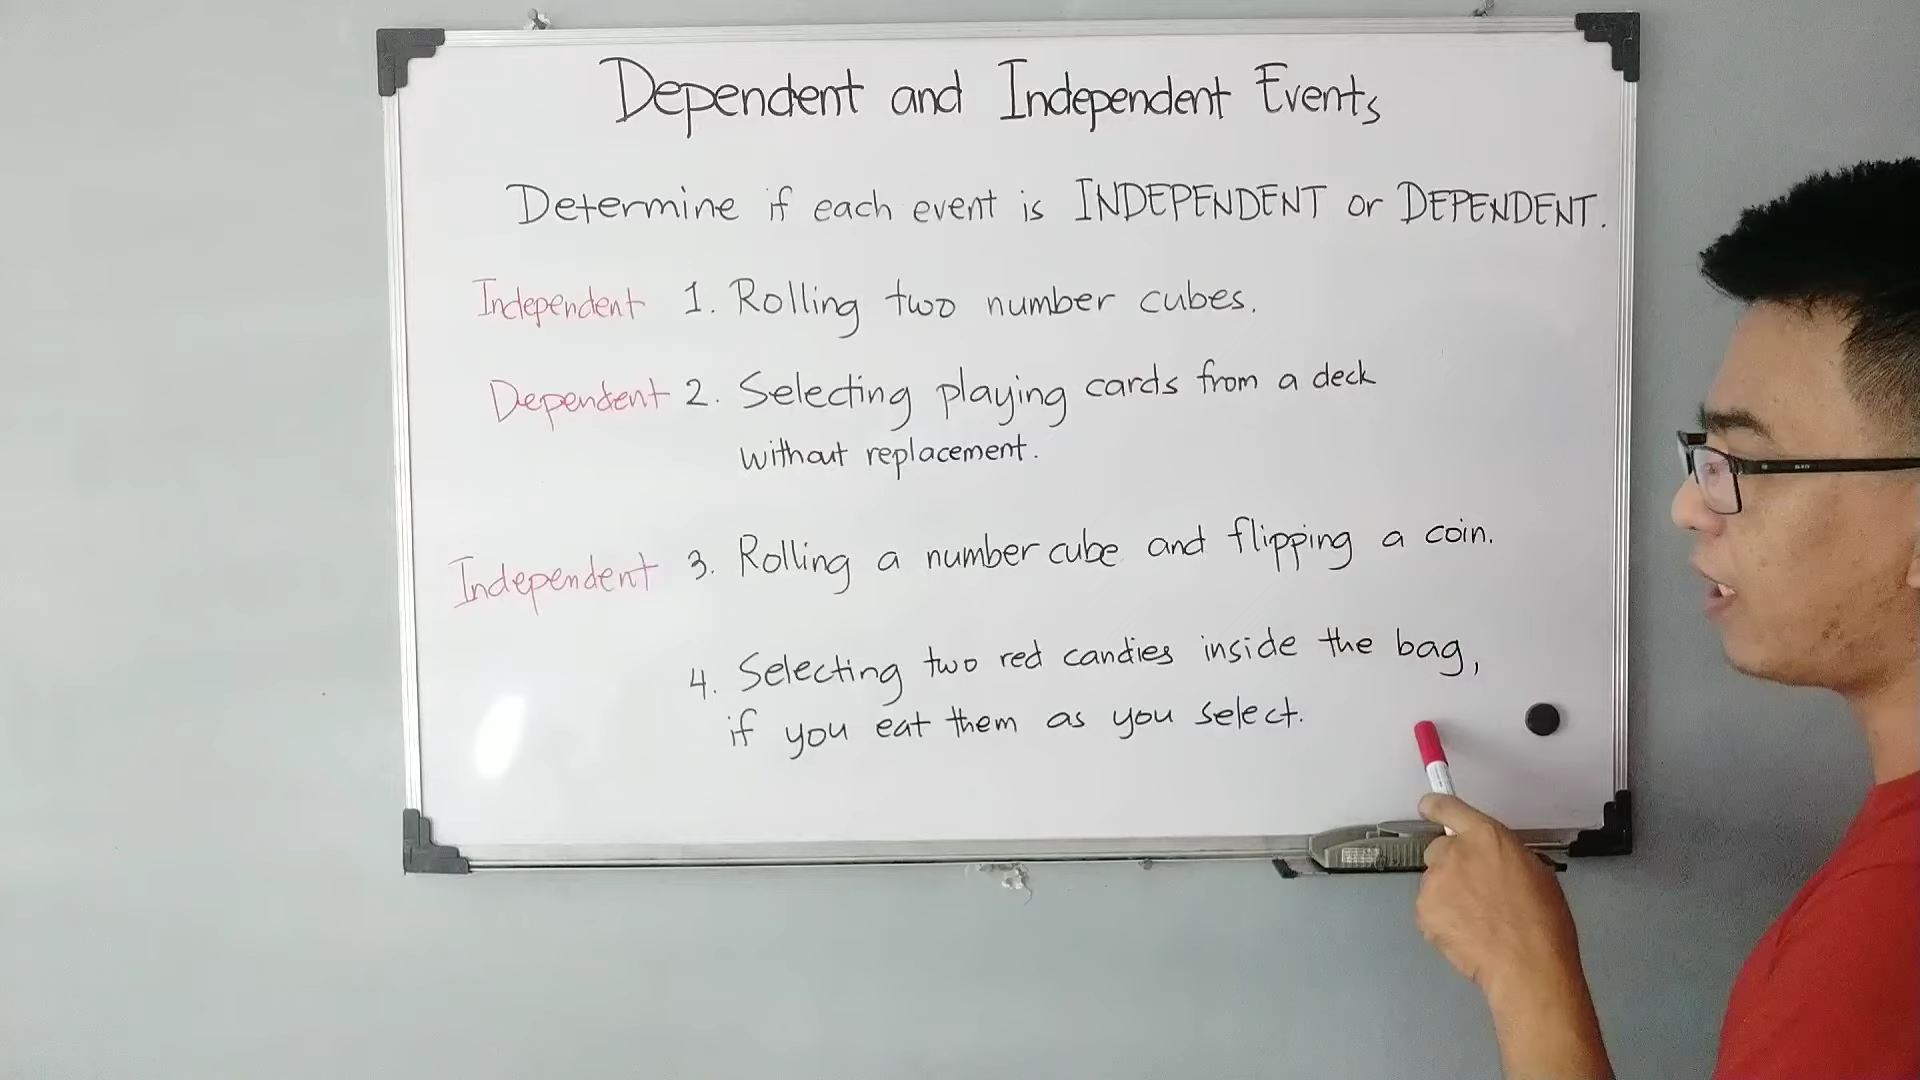 Dependent and Independent Events
Determine if each event is INDEPENDENT or DEPENDENT.
Independent 1. Rolling two number cubes.
Dependent 2. Selecting playing cards from a deck
without replacement.
Independent 3. Rolling a number cube and flipping a coin.
4. Selecting two red candies inside the bag,
if you eat them as you select.